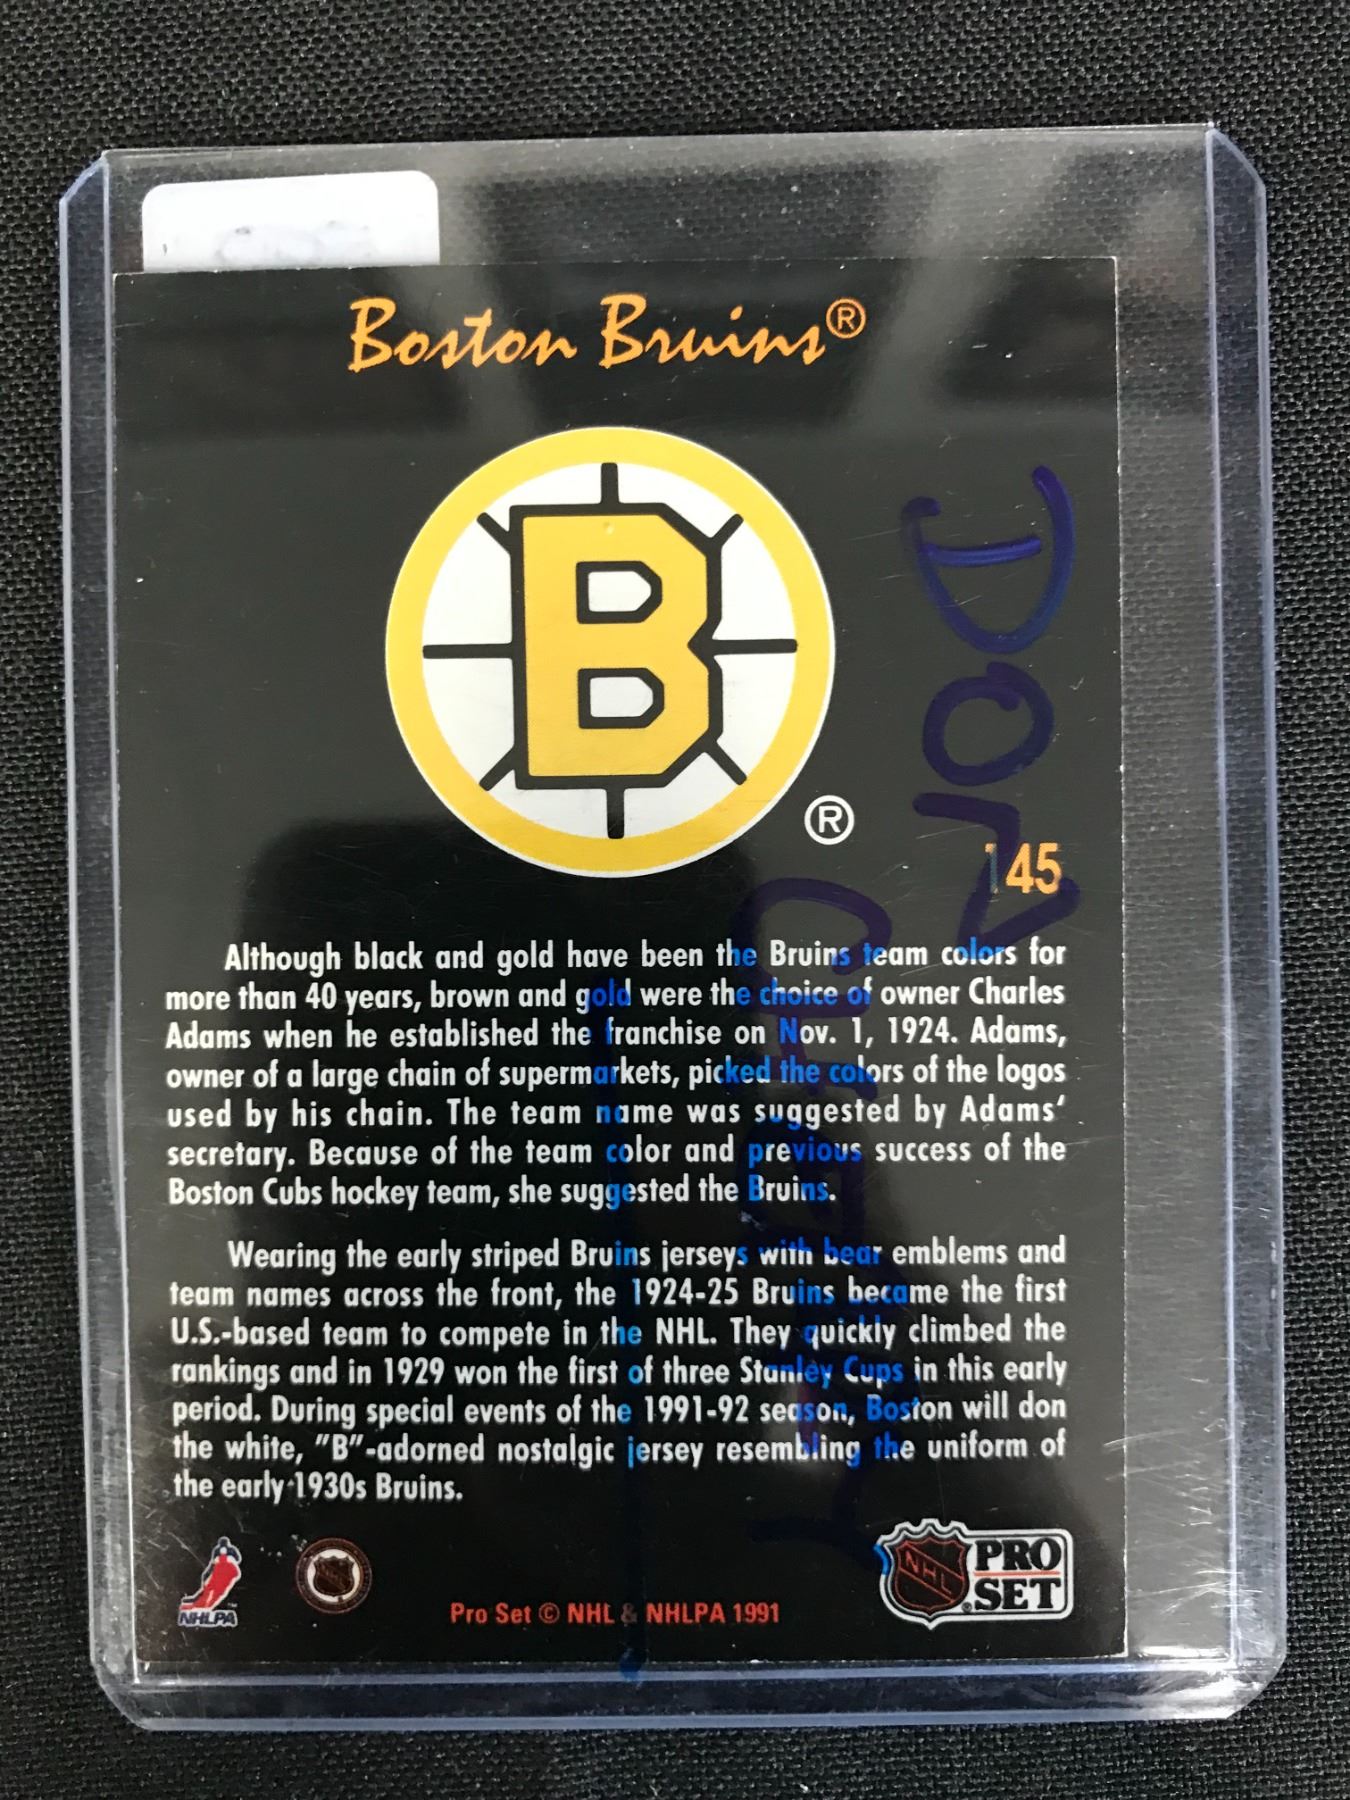 Boston Bruins®
B
®
345
Although black and gold have been the Bruins team colors for
more than 40 years, brown and gold were the choice of owner Charles
Adams when he established the franchise on Nov. 1, 1924. Adams,
owner of a large chain of supermarkets, picked the colors of the logos
used by his chain. The team name was suggested by Adams'
secretary. Because of the team color and previous success of the
Boston Cubs hockey team, she suggested the Bruins.
Wearing the early striped Bruins jerseys with bear emblems and
team names across the front, the 1924-25 Bruins became the first
U.S.-based team to compete in the NHL. They quickly climbed the
rankings and in 1929 won the first of three Stanley Cups in this early
period. During special events of the 1991-92 season, Boston will don
the white, "B"-adorned nostalgic jersey resembling the uniform of
the early 1930s Bruins.
NHLPA
NHL
PRO
SET
Pro Set © NHL & NHLPA 1991